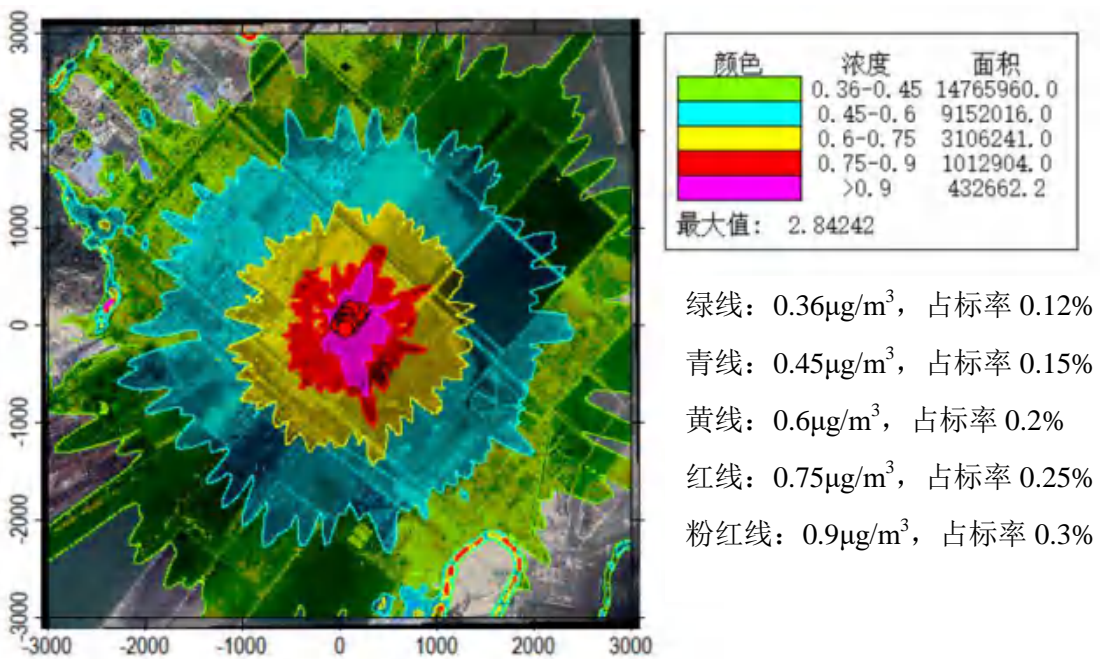 3000
2000
1000
0
-1000
-2000
-3000
-3000 -2000 -1000 0 1000 2000 3000
颜色 浓度 面积
0.36-0.45 14765960.0
0.45-0.6 9152016.0
0.6-0.75 3106241.0
0.75-0.9 1012904.0
>0.9 432662.2
最大值: 2.84242
绿线：0.36μg/m³，占标率 0.12%
青线：0.45μg/m³，占标率 0.15%
黄线：0.6μg/m³，占标率 0.2%
红线：0.75μg/m³，占标率 0.25%
粉红线：0.9μg/m³，占标率 0.3%